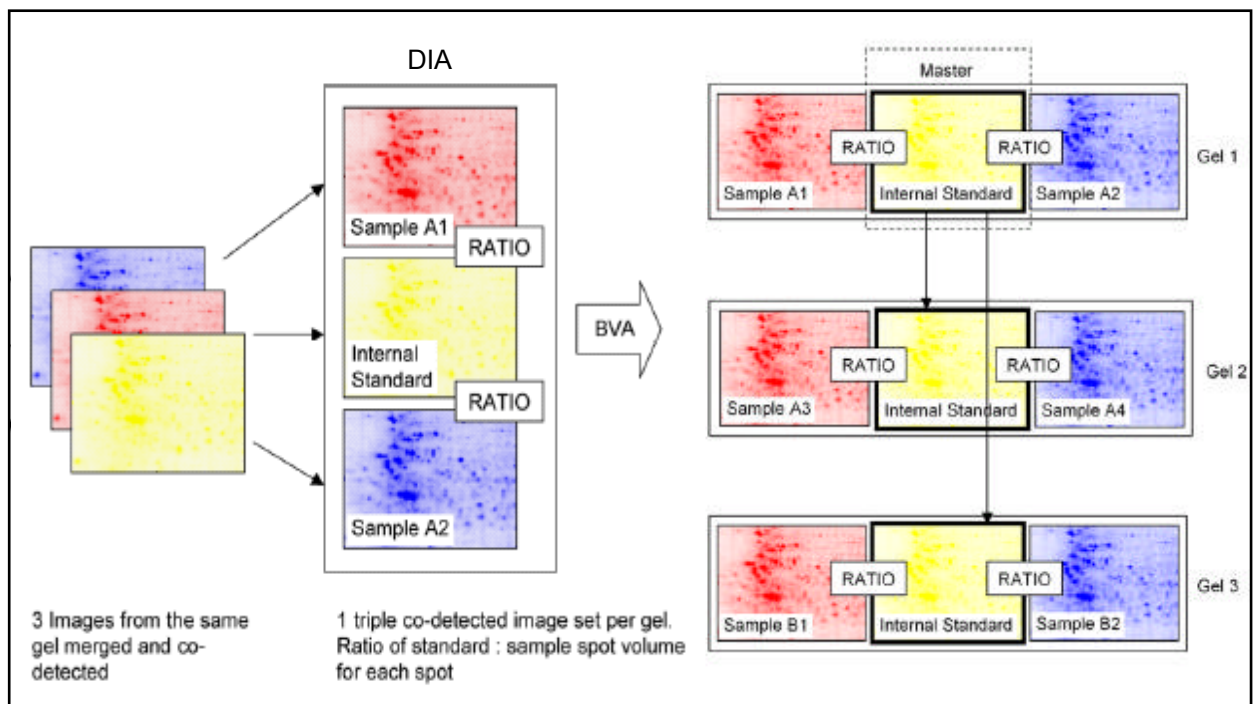 DIA
Sample A1
RATIO
Internal
Standard
RATIO
Sample A2
3 Images from the same
gel merged and co-
detected
1 triple co-detected image set per gel.
Ratio of standard : sample spot volume
for each spot
BVA
Master
RATIO
RATIO
Sample A1
Internal Standard
Sample A2
Gel 1
RATIO
RATIO
Sample A3
Internal Standard
Sample A4
Gel 2
RATIO
RATIO
Sample B1
Internal Standard
Sample B2
Gel 3